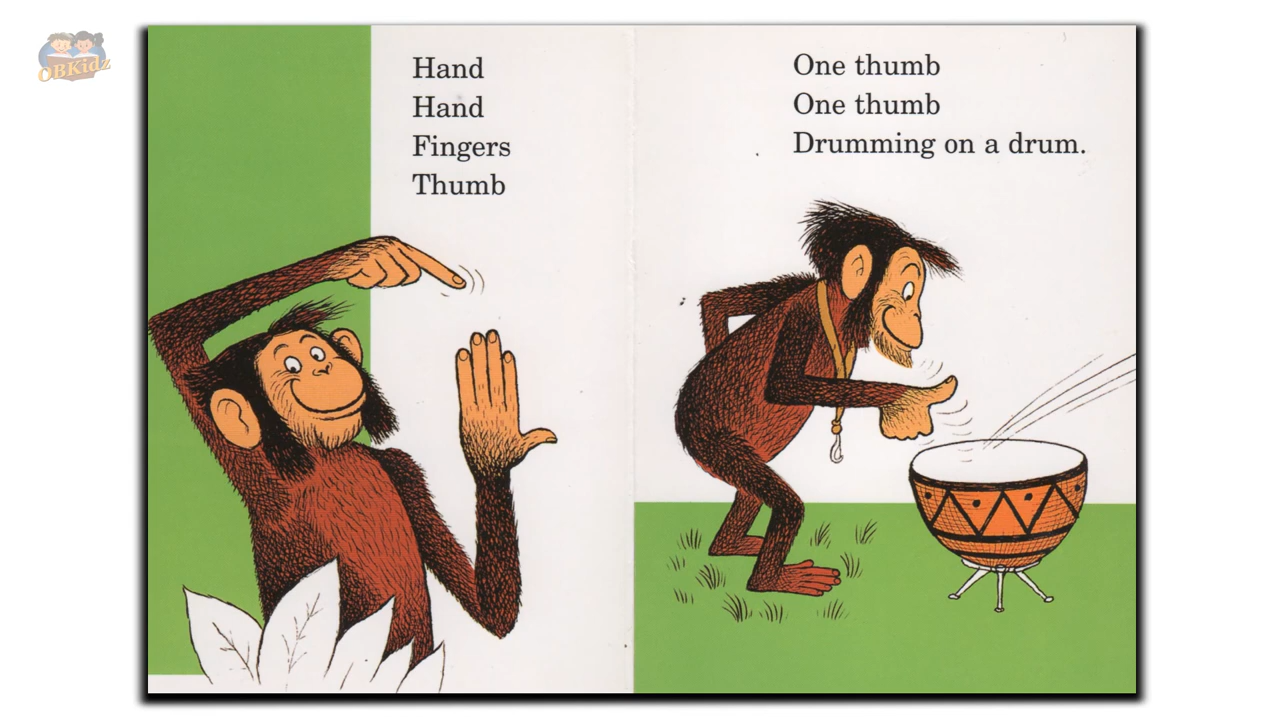 OBKidz
Hand
Hand
Fingers
Thumb
One thumb
One thumb
Drumming on a drum.